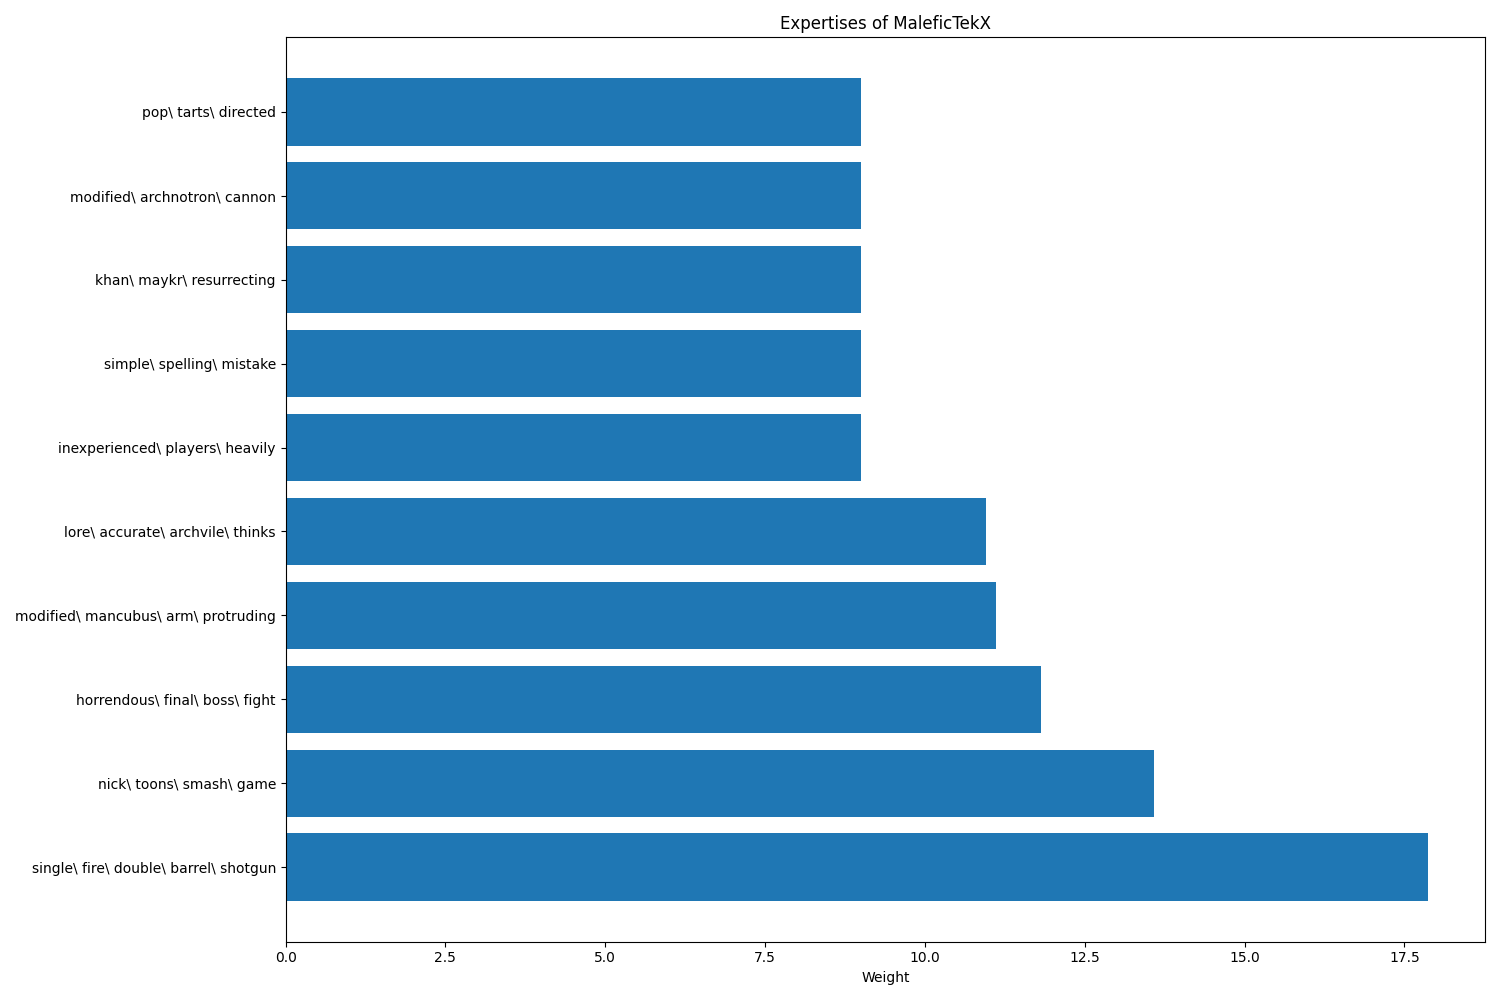 Expertises of MaleficTekX
pop\ tarts\ directed
modified\ archnotron\ cannon
khan\ maykr\ resurrecting
simple\ spelling\ mistake
inexperienced\ players\ heavily
lore\ accurate\ archvile\ thinks
modified\ mancubus\ arm\ protruding
horrendous\ final\ boss\ fight
nick\ toons\ smash\ game
single\ fire\ double\ barrel\ shotgun
0.0 2.5 5.0 7.5 10.0 12.5 15.0 17.5
Weight